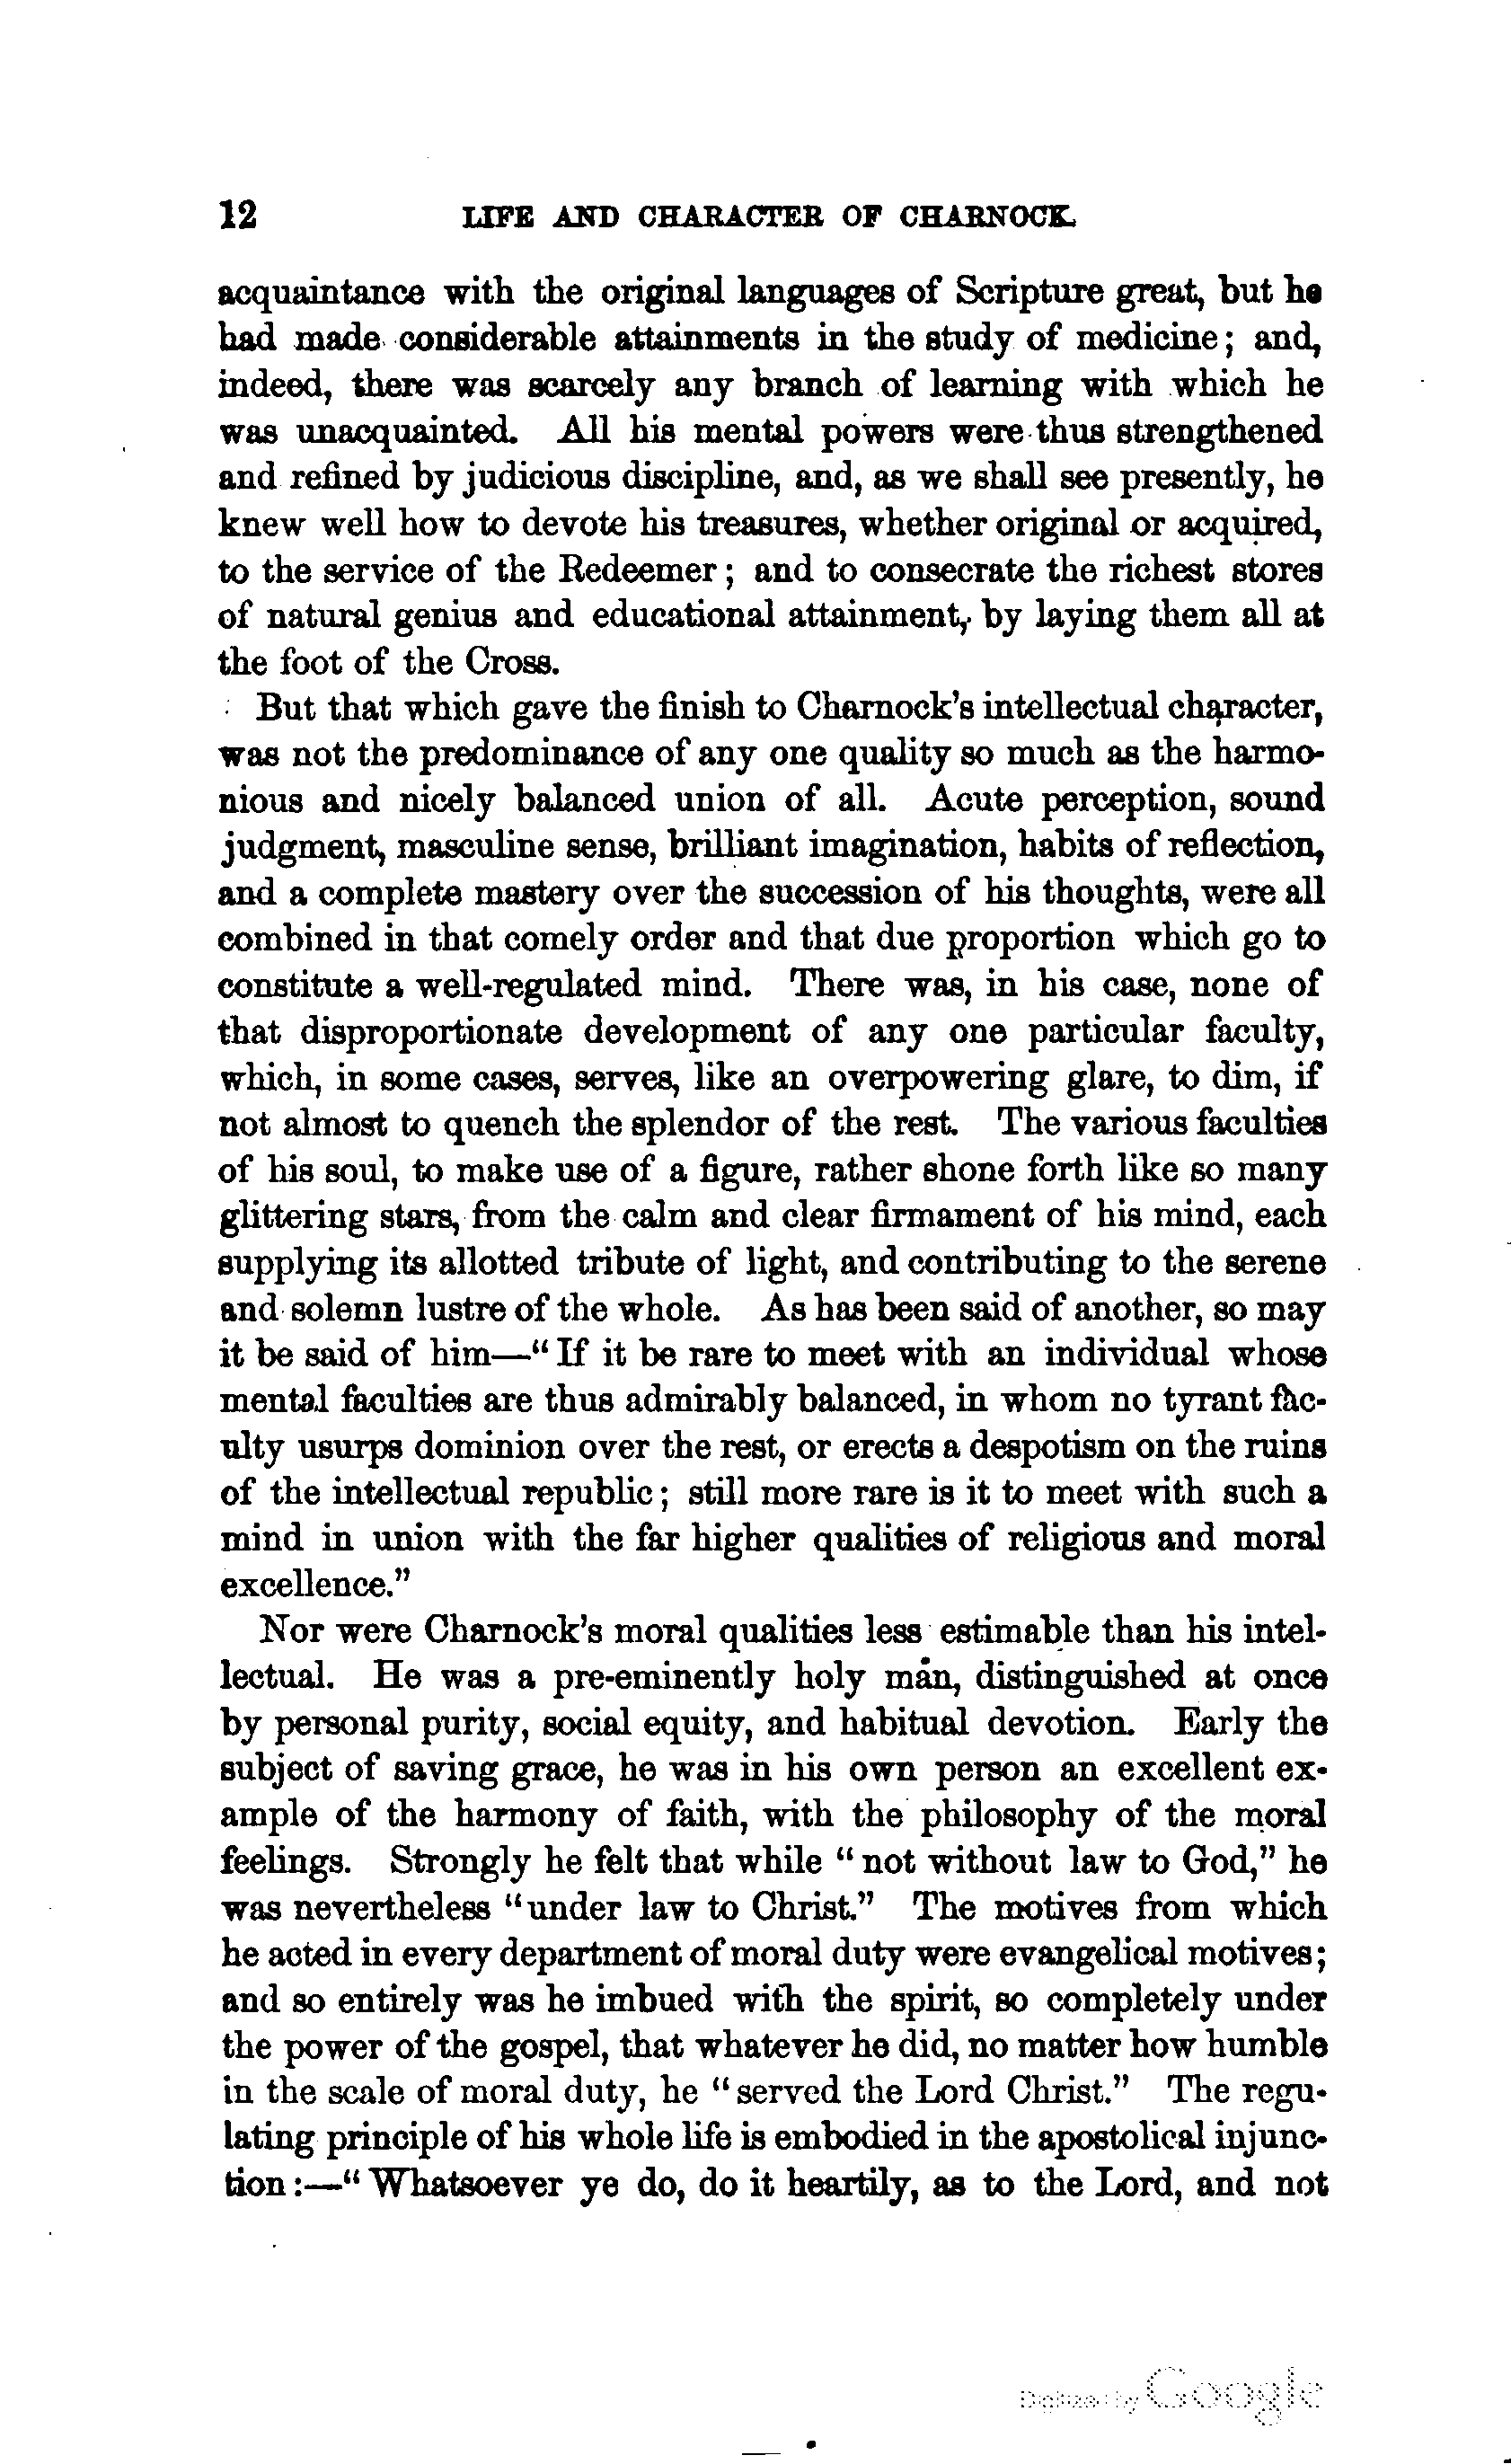 12 LIFE AND CHARACTER OF CHARNOCK.
acquaintance with the original languages of Scripture great, but he
had made considerable attainments in the study of medicine; and,
indeed, there was scarcely any branch of learning with which he
was unacquainted. All his mental powers were thus strengthened
and refined by judicious discipline, and, as we shall see presently, he
knew well how to devote his treasures, whether original or acquired,
to the service of the Redeemer; and to consecrate the richest stores
of natural genius and educational attainment, by laying them all at
the foot of the Cross.
But that which gave the finish to Charnock's intellectual character,
was not the predominance of any one quality so much as the harmo-
nious and nicely balanced union of all. Acute perception, sound
judgment, masculine sense, brilliant imagination, habits of reflection,
and a complete mastery over the succession of his thoughts, were all
combined in that comely order and that due proportion which go to
constitute a well-regulated mind. There was, in his case, none of
that disproportionate development of any one particular faculty,
which, in some cases, serves, like an overpowering glare, to dim, if
not almost to quench the splendor of the rest. The various faculties
of his soul, to make use of a figure, rather shone forth like so many
glittering stars, from the calm and clear firmament of his mind, each
supplying its allotted tribute of light, and contributing to the serene
and solemn lustre of the whole. As has been said of another, so may
it be said of him—"If it be rare to meet with an individual whose
mental faculties are thus admirably balanced, in whom no tyrant fac-
ulty usurps dominion over the rest, or erects a despotism on the ruins
of the intellectual republic; still more rare is it to meet with such a
mind in union with the far higher qualities of religious and moral
excellence."
Nor were Charnock's moral qualities less estimable than his intel-
lectual. He was a pre-eminently holy man, distinguished at once
by personal purity, social equity, and habitual devotion. Early the
subject of saving grace, he was in his own person an excellent ex-
ample of the harmony of faith, with the philosophy of the moral
feelings. Strongly he felt that while "not without law to God," he
was nevertheless "under law to Christ." The motives from which
he acted in every department of moral duty were evangelical motives;
and so entirely was he imbued with the spirit, so completely under
the power of the gospel, that whatever he did, no matter how humble
in the scale of moral duty, he "served the Lord Christ." The regu-
lating principle of his whole life is embodied in the apostolical injunc-
tion:—"Whatsoever ye do, do it heartily, as to the Lord, and not
Digitized by Google